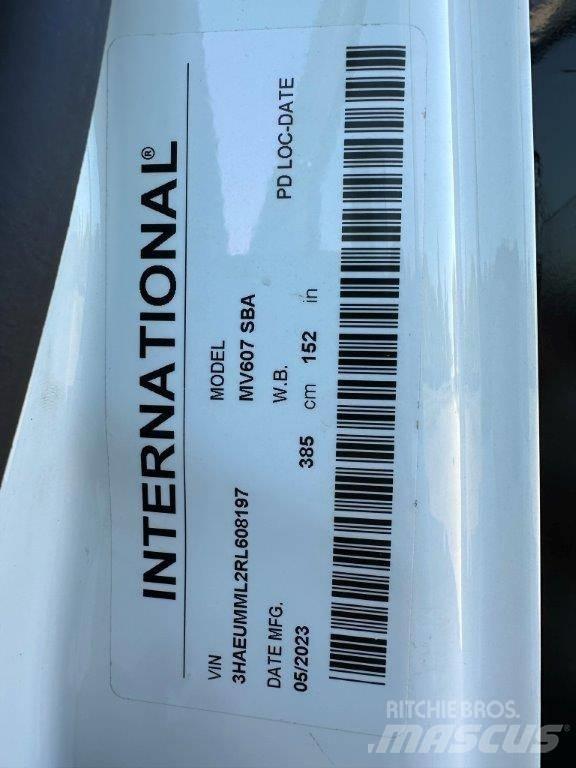 INTERNATIONAL®
VIN MODEL
3HAEUMML2RL608197 MV607 SBA
DATE MFG. W.B. PD LOC-DATE
05/2023 385 cm 152 in
RITCHIE BROS.
MASCUS